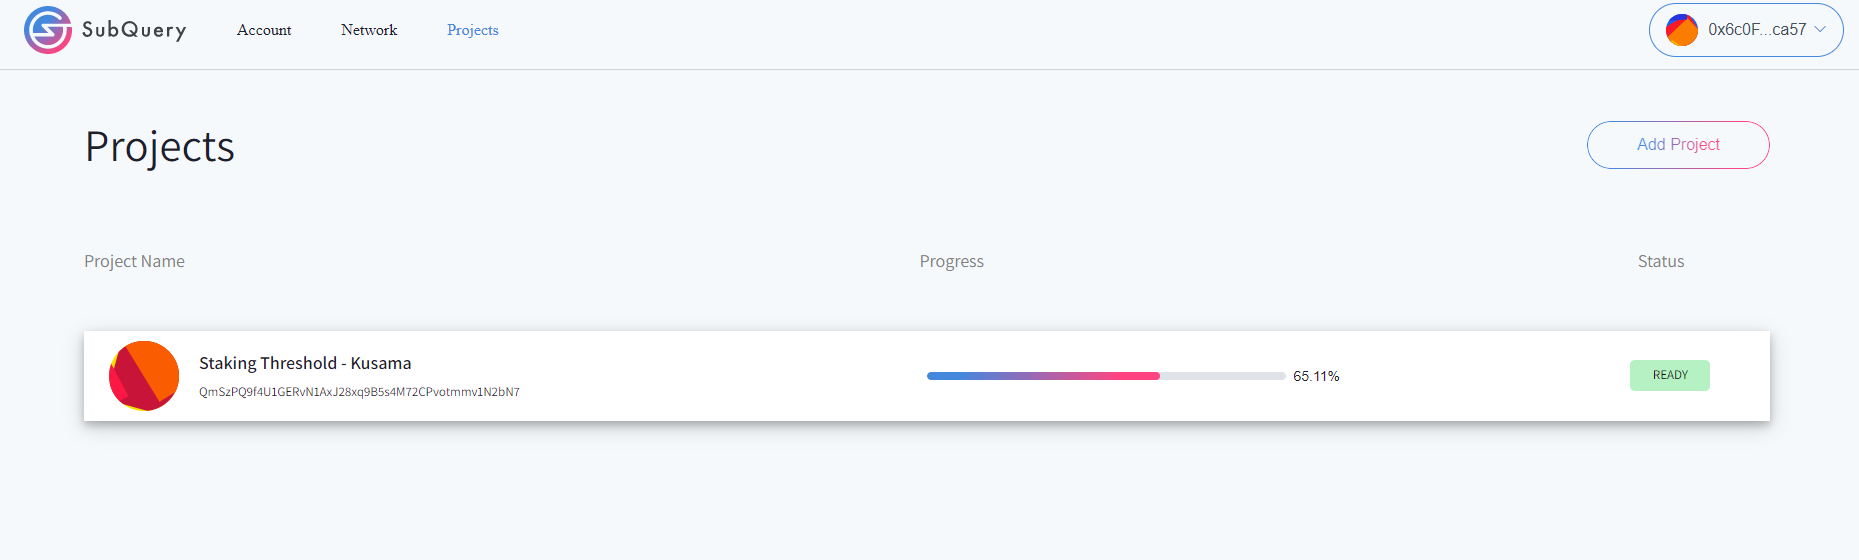 SubQuery Account Network Projects 0x6c0F...ca57
Projects Add Project
Project Name Progress Status
Staking Threshold - Kusama
QmSzPQ9f4U1GERvN1AxJ28xq9B5s4M72CPvotmmv1N2bN7
65.11% READY